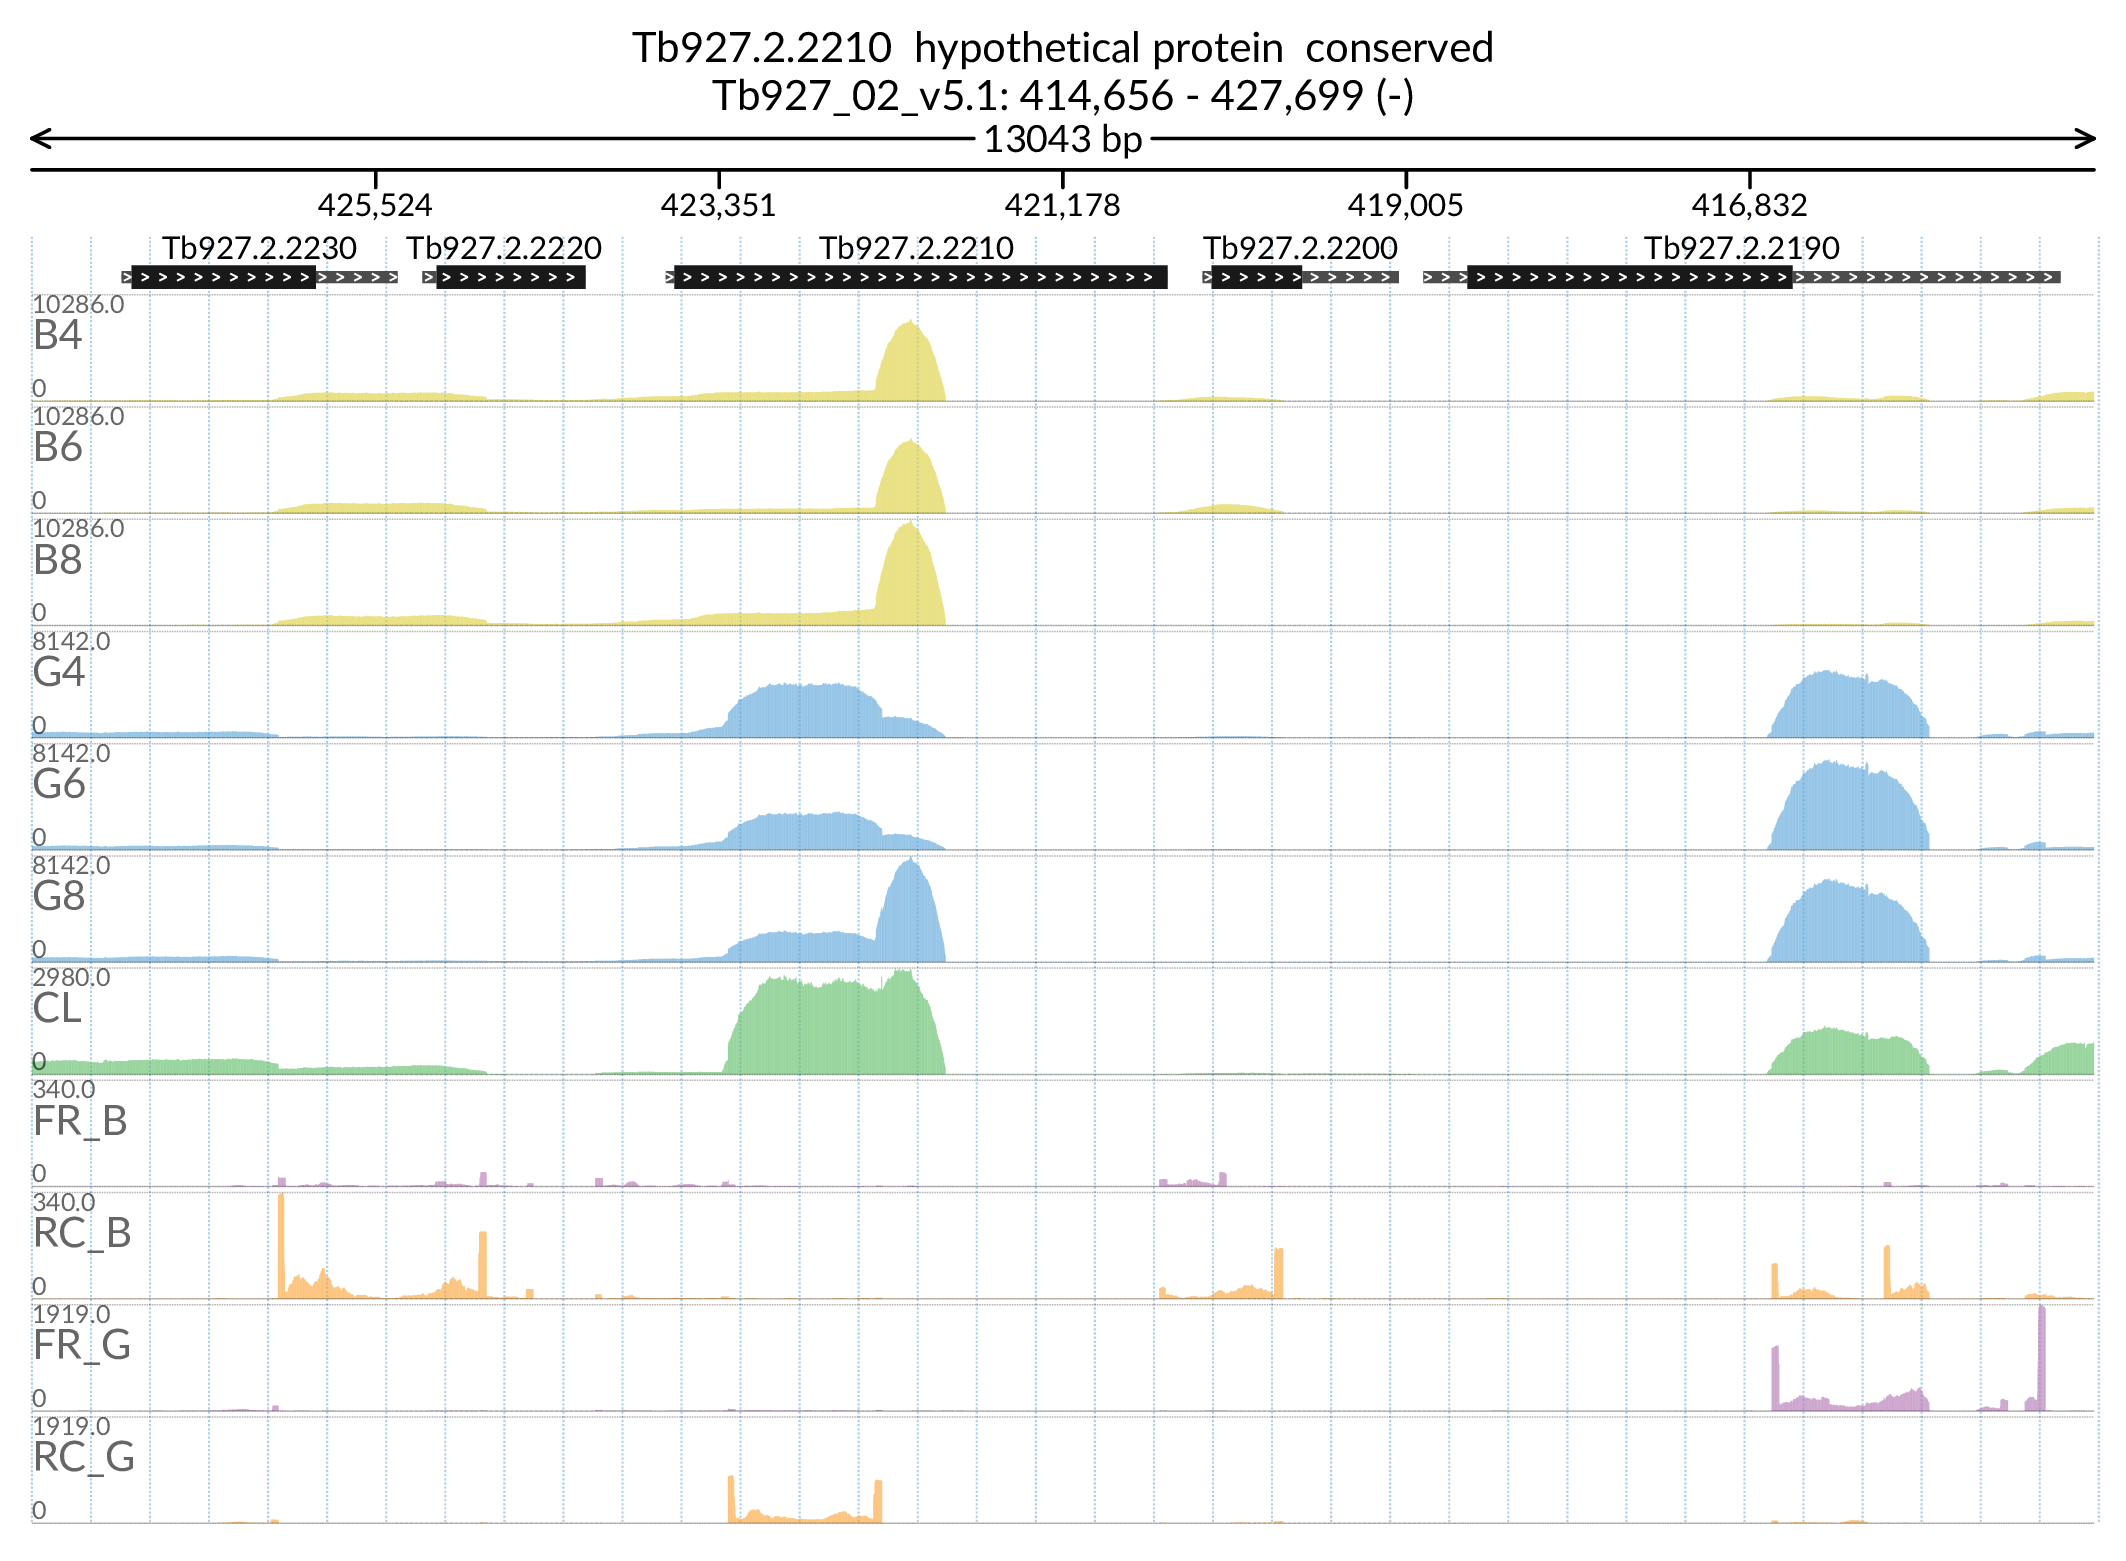 Tb927.2.2210 hypothetical protein conserved
Tb927_02_v5.1: 414,656 - 427,699 (-)
13043 bp
425,524 423,351 421,178 419,005 416,832
Tb927.2.2230 Tb927.2.2220 Tb927.2.2210 Tb927.2.2200 Tb927.2.2190
10286.0
B4
0
10286.0
B6
0
10286.0
B8
0
8142.0
G4
0
8142.0
G6
0
8142.0
G8
0
2980.0
CL
0
340.0
FR_B
0
340.0
RC_B
0
1919.0
FR_G
0
1919.0
RC_G
0